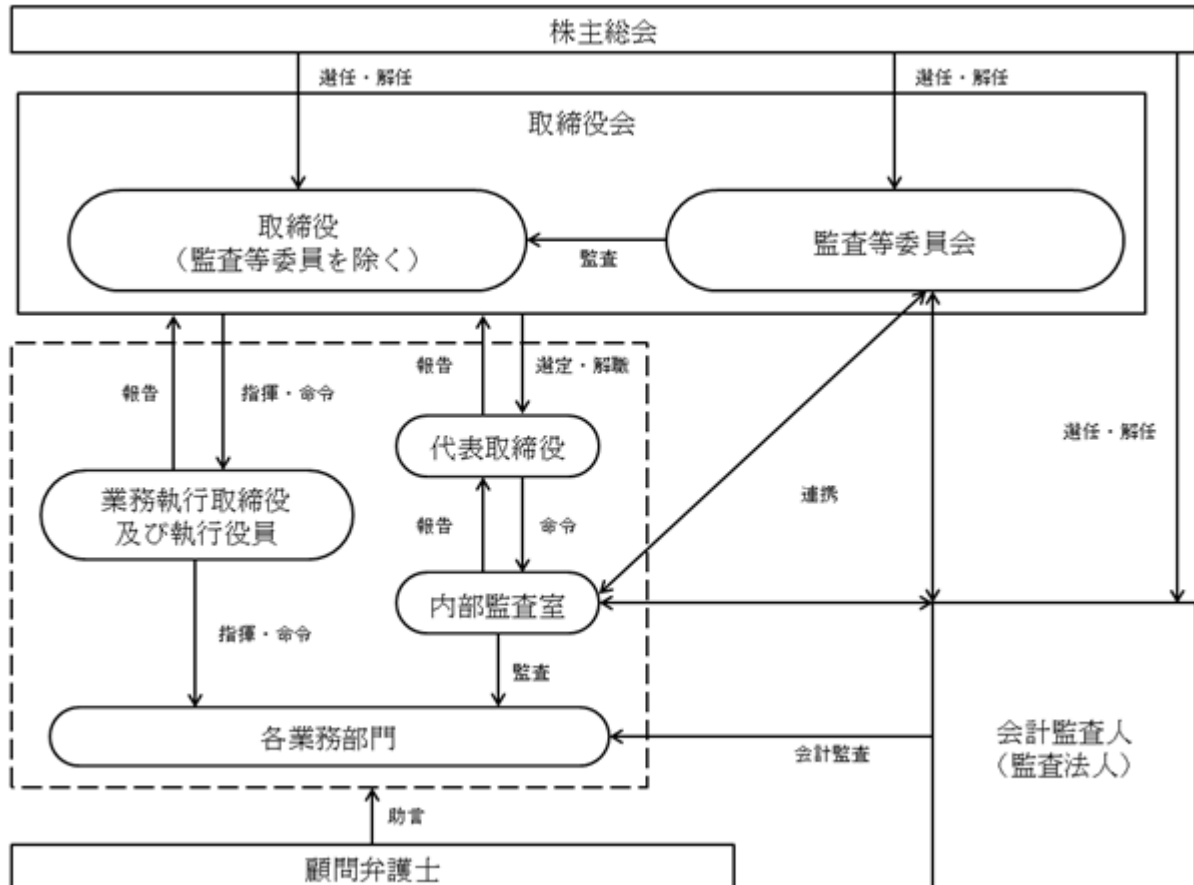 株主総会
選任・解任
選任・解任
取締役会
取締役
（監査等委員を除く）
監査
監査等委員会
報告
指揮・命令
報告
選定・解職
選任・解任
代表取締役
業務執行取締役
及び執行役員
連携
報告
命令
内部監査室
指揮・命令
監査
各業務部門
会計監査
会計監査人
（監査法人）
助言
顧問弁護士